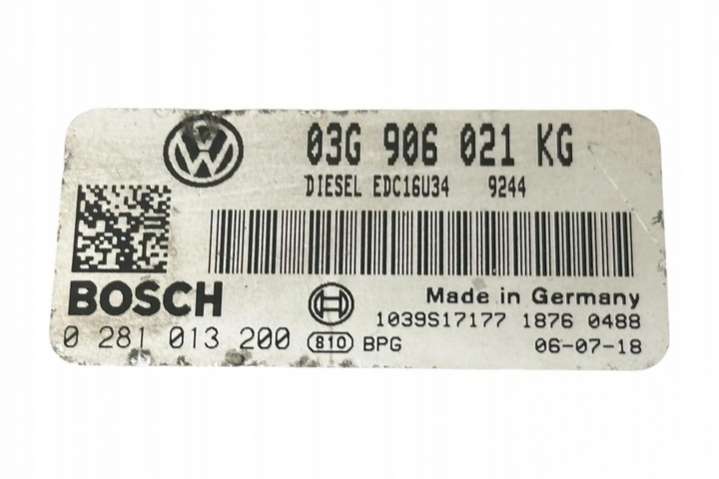 VW 03G 906 021 KG
DIESEL EDC16U34 9244
BOSCH
Made in Germany
1039S17177 1876 0488
0 281 013 200 810 BPG 06-07-18